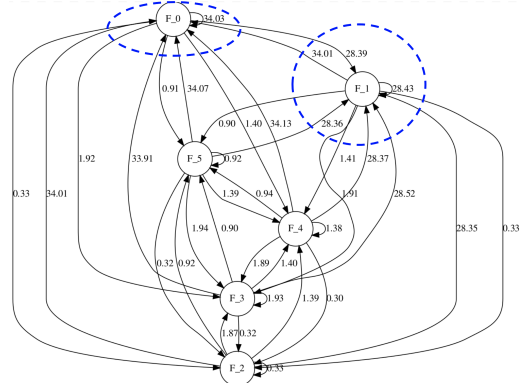 F_0 34.03
34.01 28.39
F_1 28.43
0.91 34.07 0.90 1.40 34.13 28.36
F_5 0.92
1.92 33.91 1.41 28.37
0.33 34.01 1.39 0.94 1.91 28.52
F_4 1.38
1.94 0.90 28.35 0.33
0.32 0.92 1.89 1.40
F_3 1.93
1.39 0.30
1.87 0.32
F_2 0.33